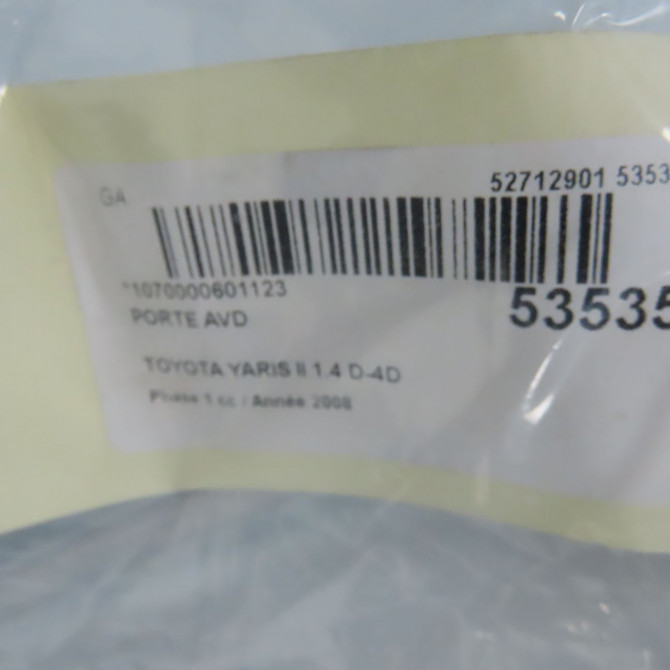 GA
52712901 5353
*1070000601123
53535
PORTE AVD
TOYOTA YARIS II 1.4 D-4D
Phase 1 cc / Année 2008